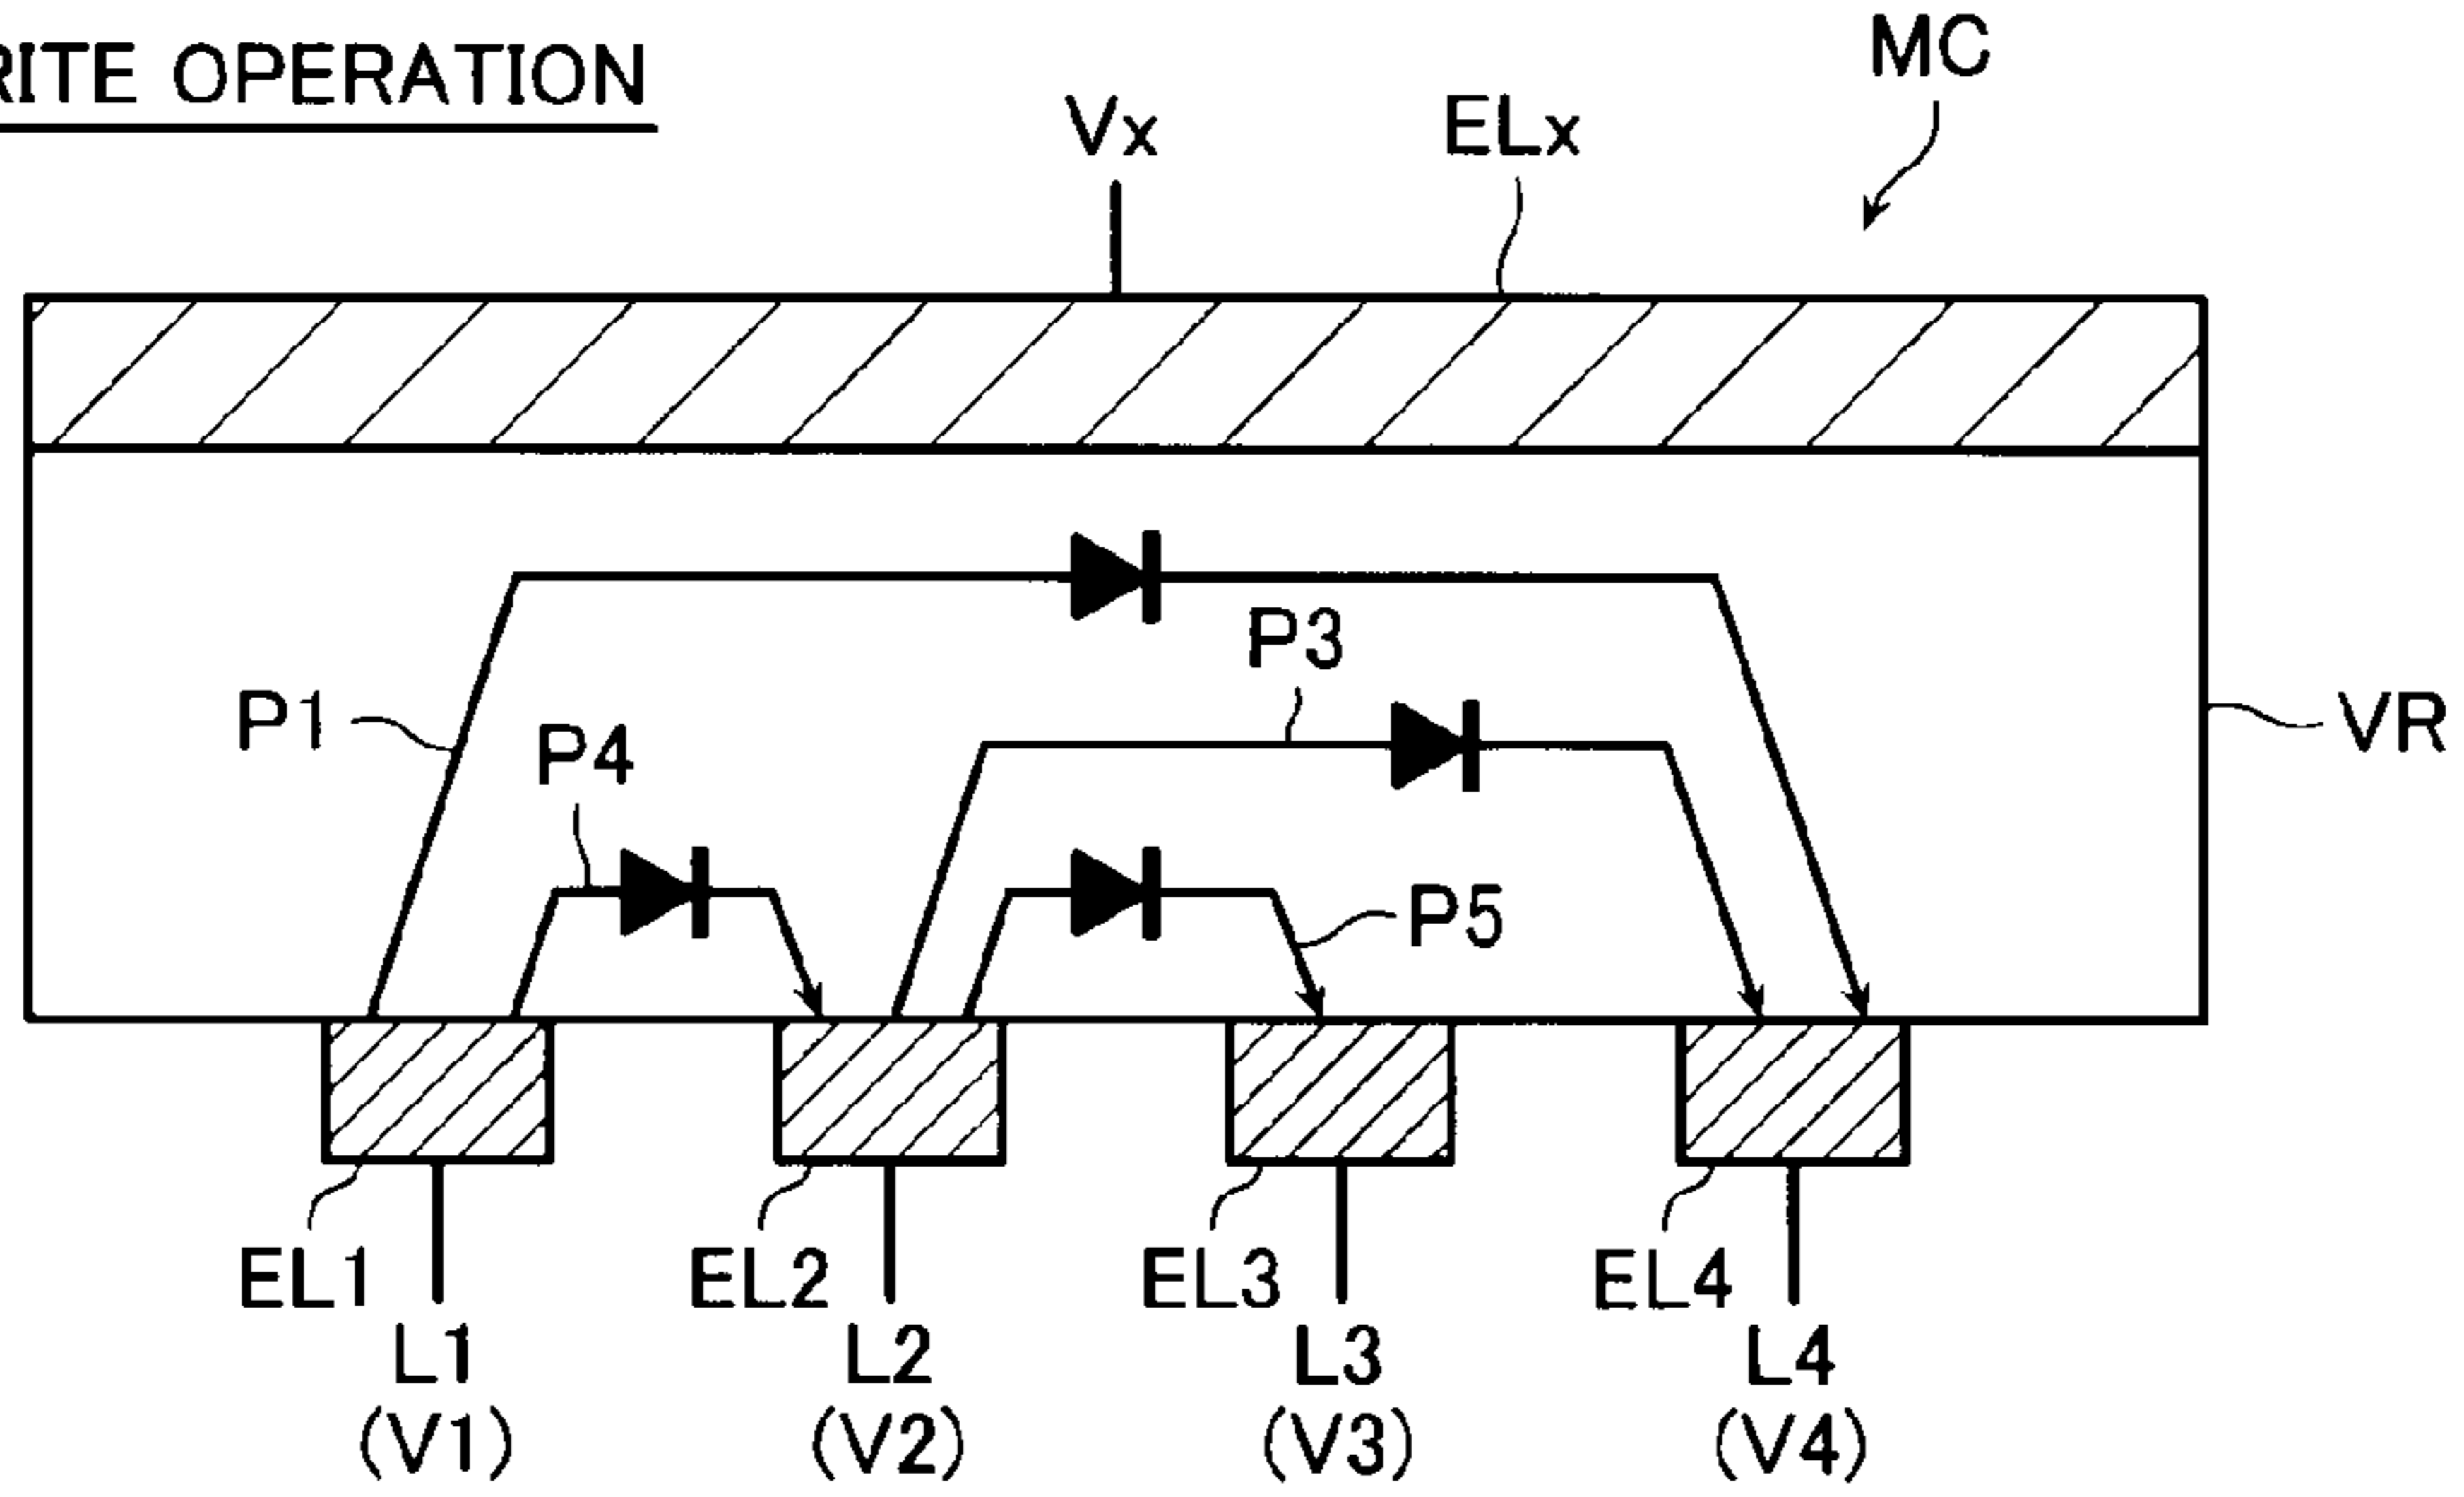 RITE OPERATION
MC
Vx
ELx
P3
P1
P4
VR
P5
EL1
EL2
EL3
EL4
L1
L2
L3
L4
(V1)
(V2)
(V3)
(V4)